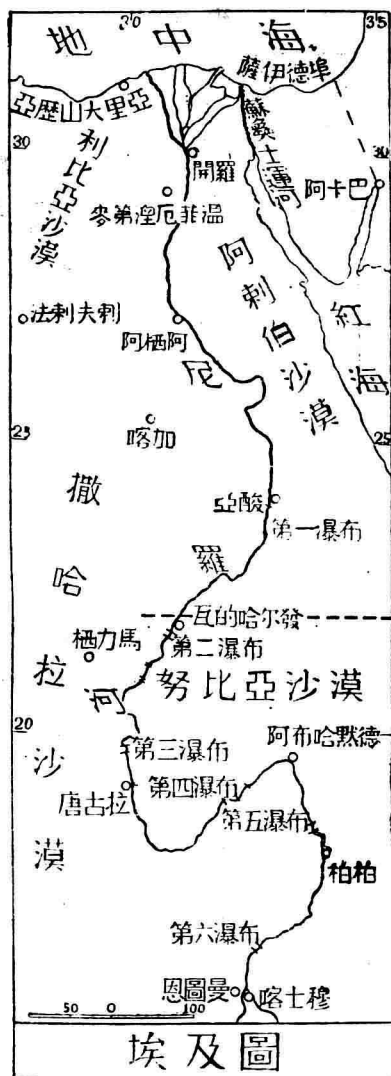 地中海
30
35
薩伊德埠
亞歷山大里亞
蘇彝士運河
30
30
開羅
阿卡巴
利比亞沙漠
麥第涅厄菲溫
阿剌伯沙漠
紅海
法利夫剌
阿栖阿
尼羅河
25
喀加
25
撒哈拉沙漠
亞酸
第一瀑布
瓦的哈尔發
栖力馬
第二瀑布
努比亞沙漠
20
阿布哈默德
第三瀑布
唐古拉
第四瀑布
第五瀑布
柏柏
第六瀑布
恩圖曼
喀士穆
50 0 100
埃及圖